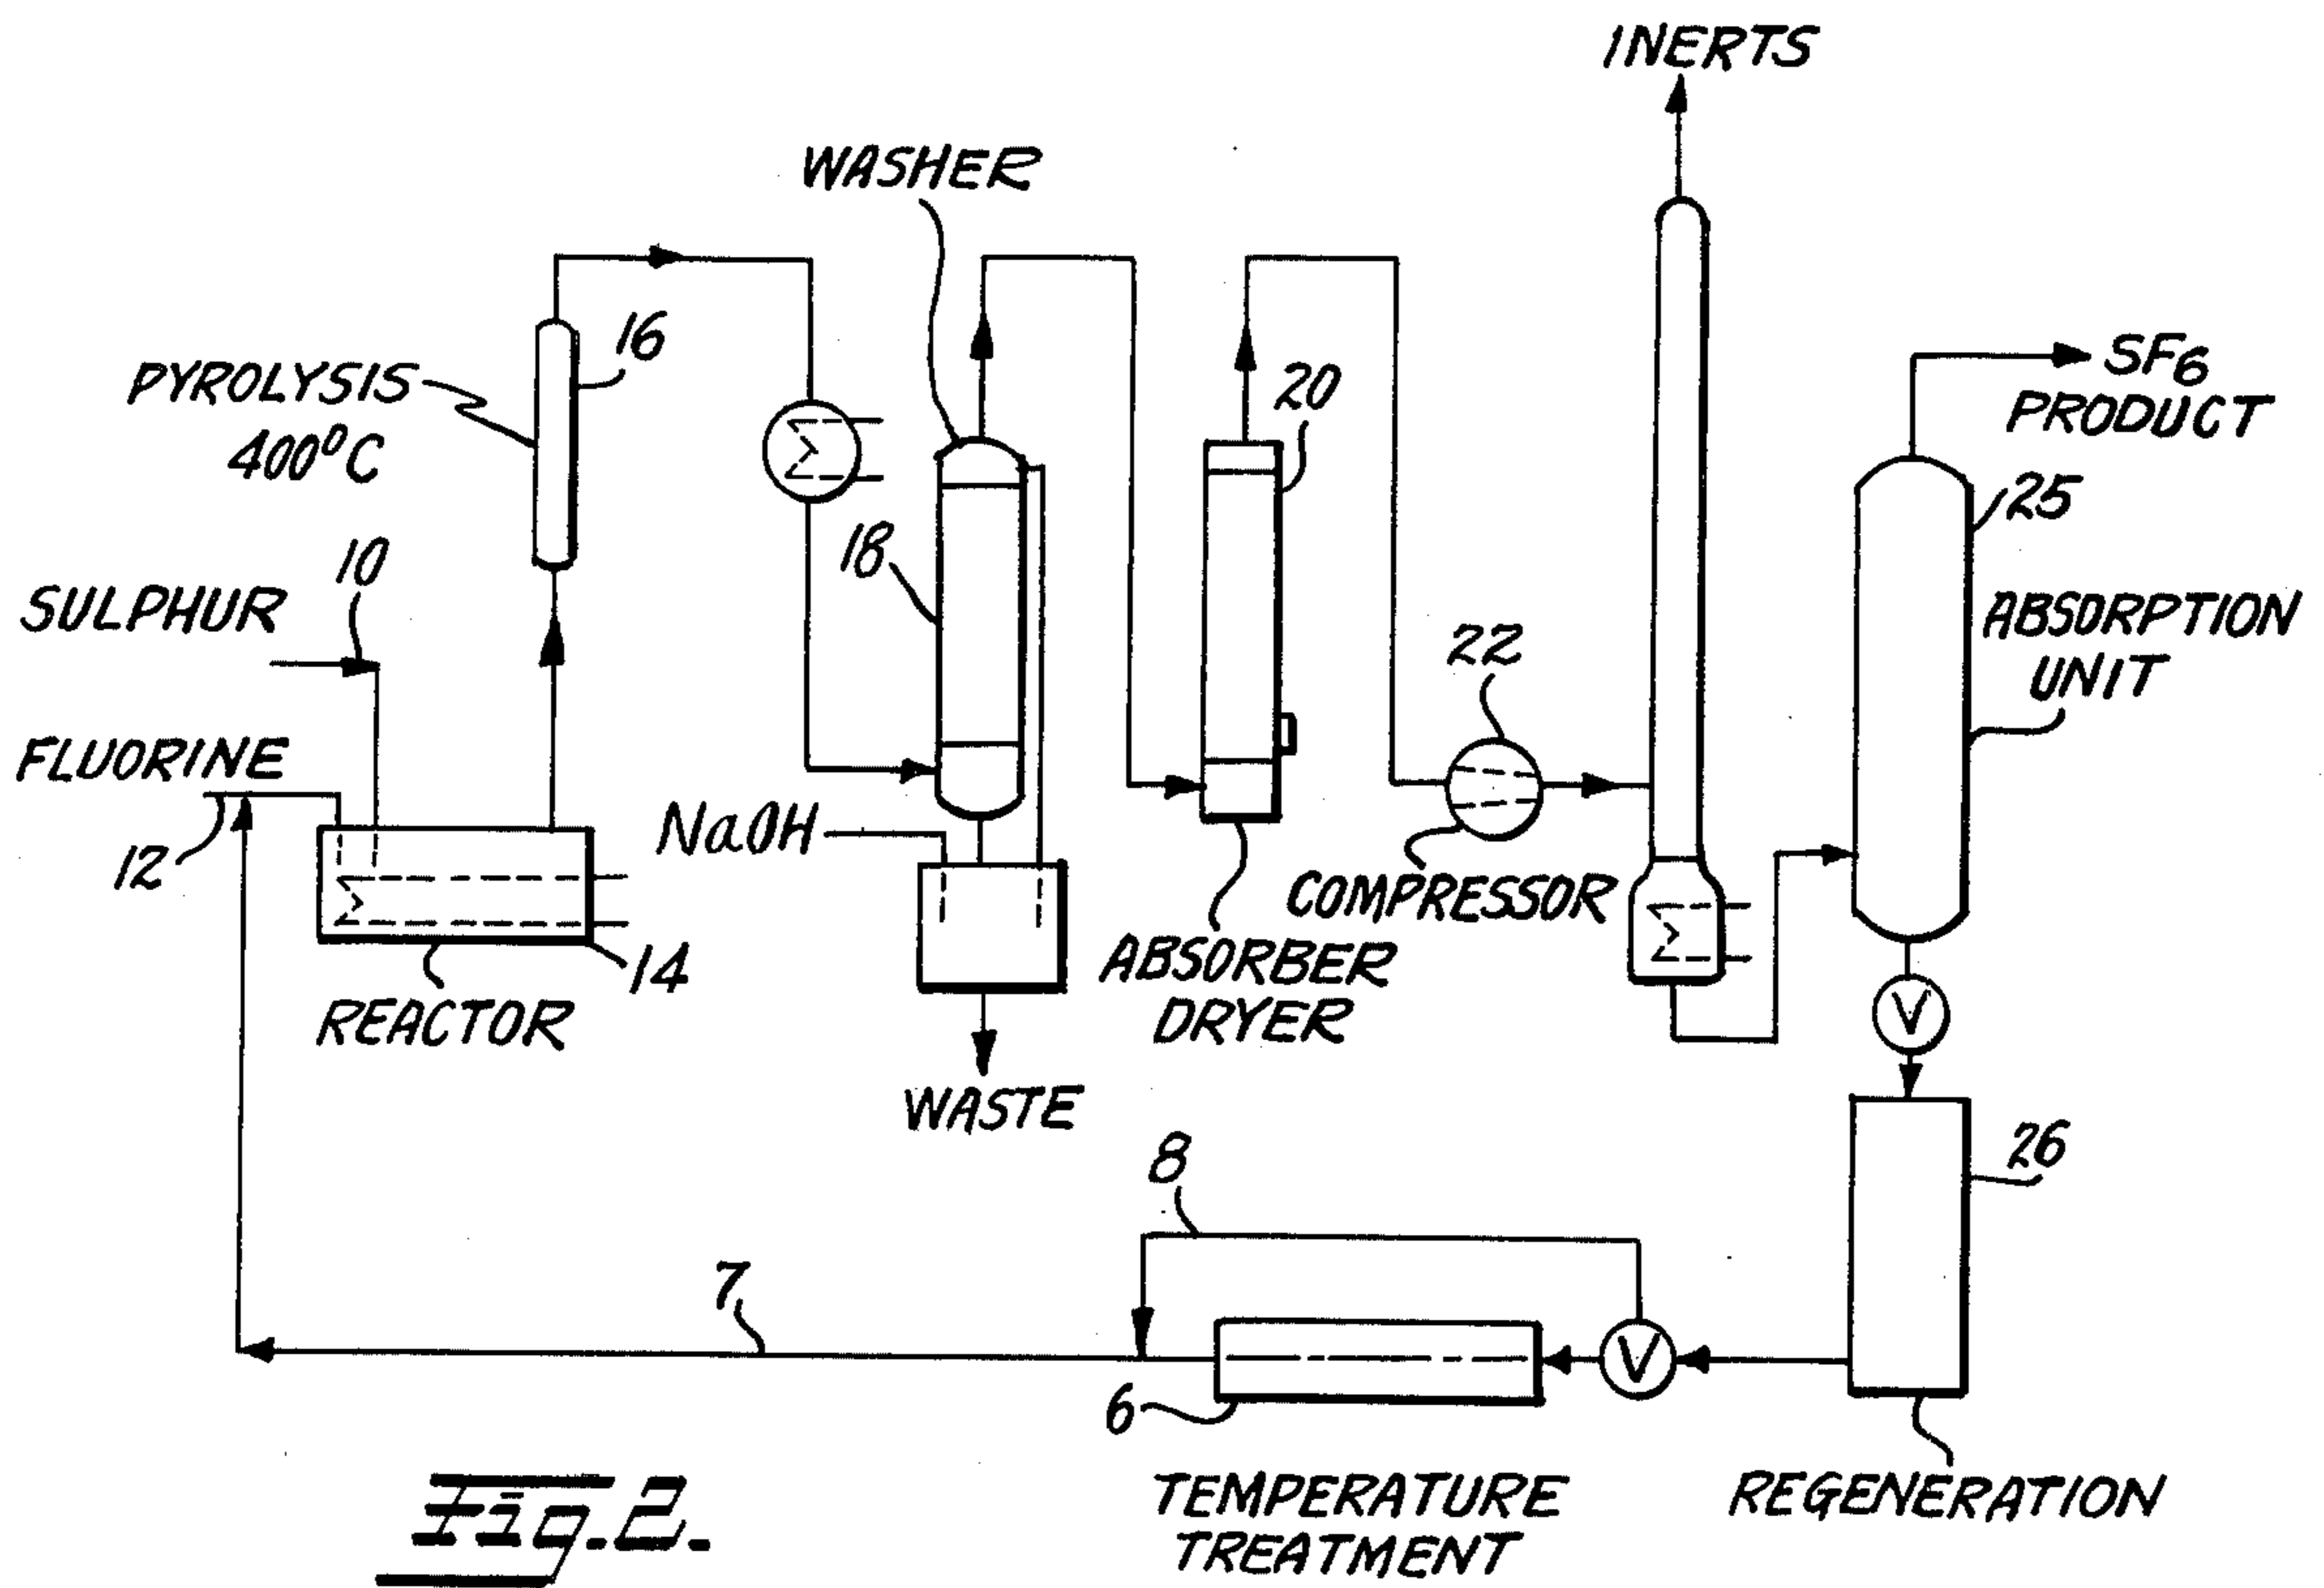 INERTS
WASHER
16
PYROLYSIS
400°C
20
SF6
PRODUCT
25
10
18
SULPHUR
22
ABSORPTION
UNIT
FLUORINE
NaOH
12
COMPRESSOR
14
ABSORBER
DRYER
REACTOR
V
WASTE
8
26
7
V
6
TEMPERATURE
TREATMENT
REGENERATION
Fig. 2.